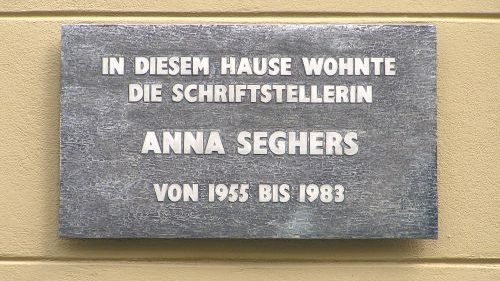 IN DIESEM HAUSE WOHNTE
DIE SCHRIFTSTELLERIN
ANNA SEGHERS
VON 1955 BIS 1983